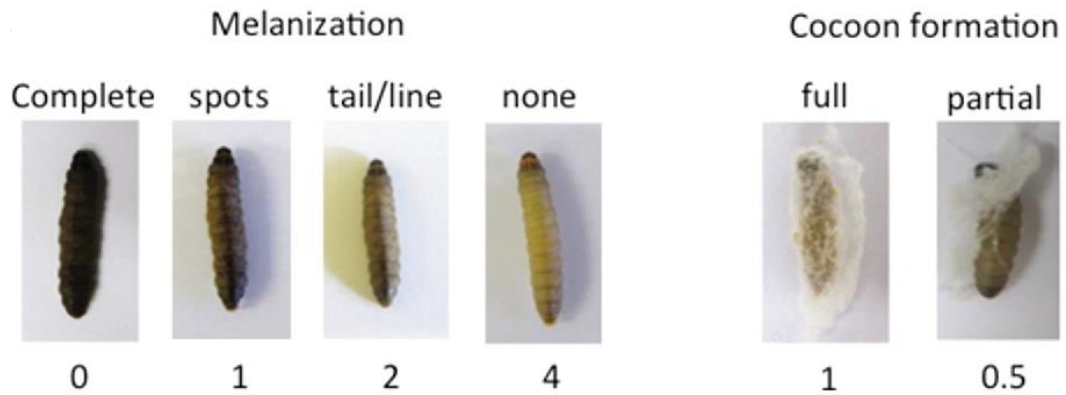 Melanization
Cocoon formation
Complete spots tail/line none
full partial
0 1 2 4
1 0.5